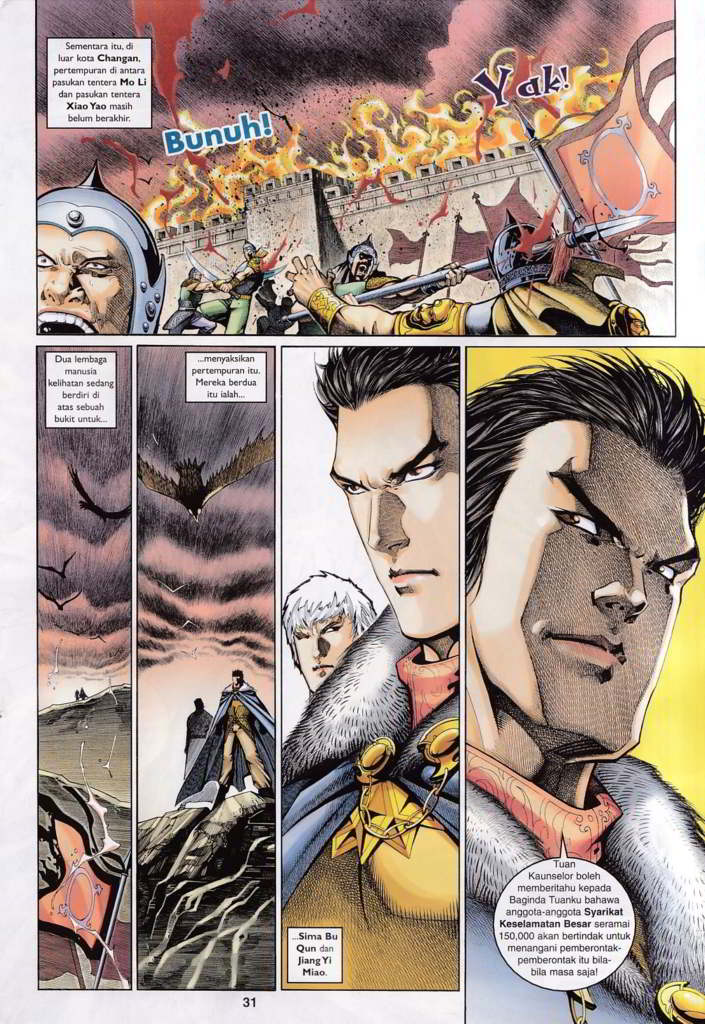 Sementara itu, di
luar kota Changan,
pertempuran di antara
pasukan tentera Mo Li
dan pasukan tentera
Xiao Yao masih
belum berakhir.
Bunuh!
Yak!
Dua lembaga
manusia
kelihatan sedang
berdiri di
atas sebuah
bukit untuk...
...menyaksikan
pertempuran itu.
Mereka berdua
itu ialah...
...Sima Bu
Qun dan
Jiang Yi
Miao.
Tuan
Kaunselor boleh
memberitahu kepada
Baginda Tuanku bahawa
anggota-anggota Syarikat
Keselamatan Besar seramai
150,000 akan bertindak untuk
menangani pemberontak-
pemberontak itu bila-
bila masa saja!
31